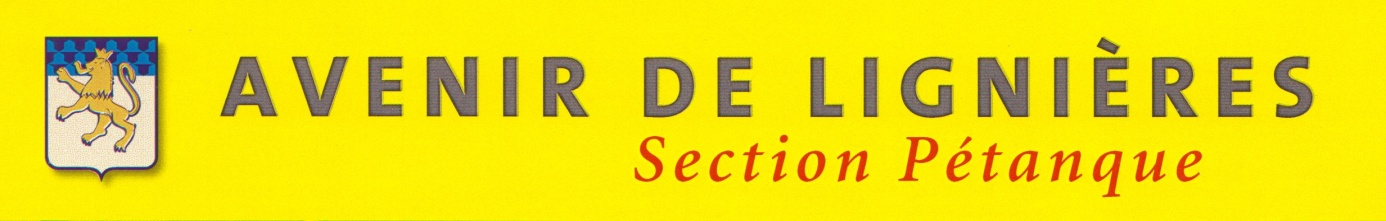 AVENIR DE LIGNIÈRES
Section Pétanque